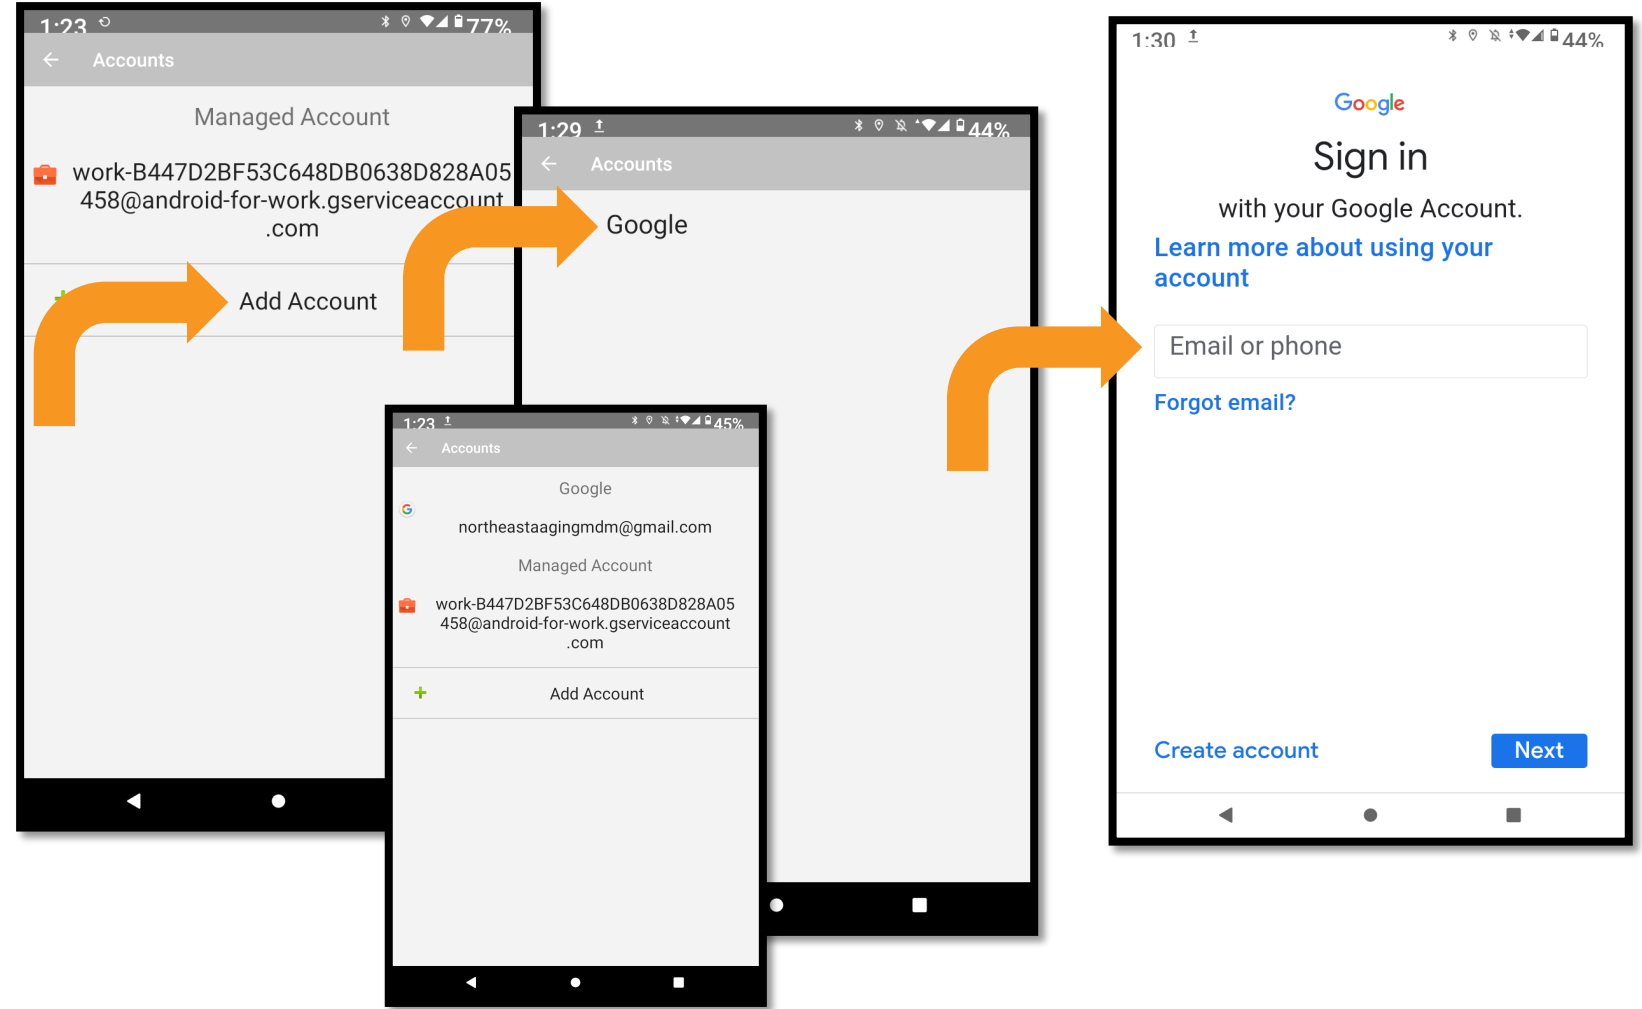 1:23 77%
Accounts
Managed Account
work-B447D2BF53C648DB0638D828A05
458@android-for-work.gserviceaccount
.com
Add Account
1:29 44%
Accounts
Google
1:23 45%
Accounts
Google
northeastaagingmdm@gmail.com
Managed Account
work-B447D2BF53C648DB0638D828A05
458@android-for-work.gserviceaccount
.com
Add Account
1:30 44%
Google
Sign in
with your Google Account.
Learn more about using your
account
Email or phone
Forgot email?
Create account
Next